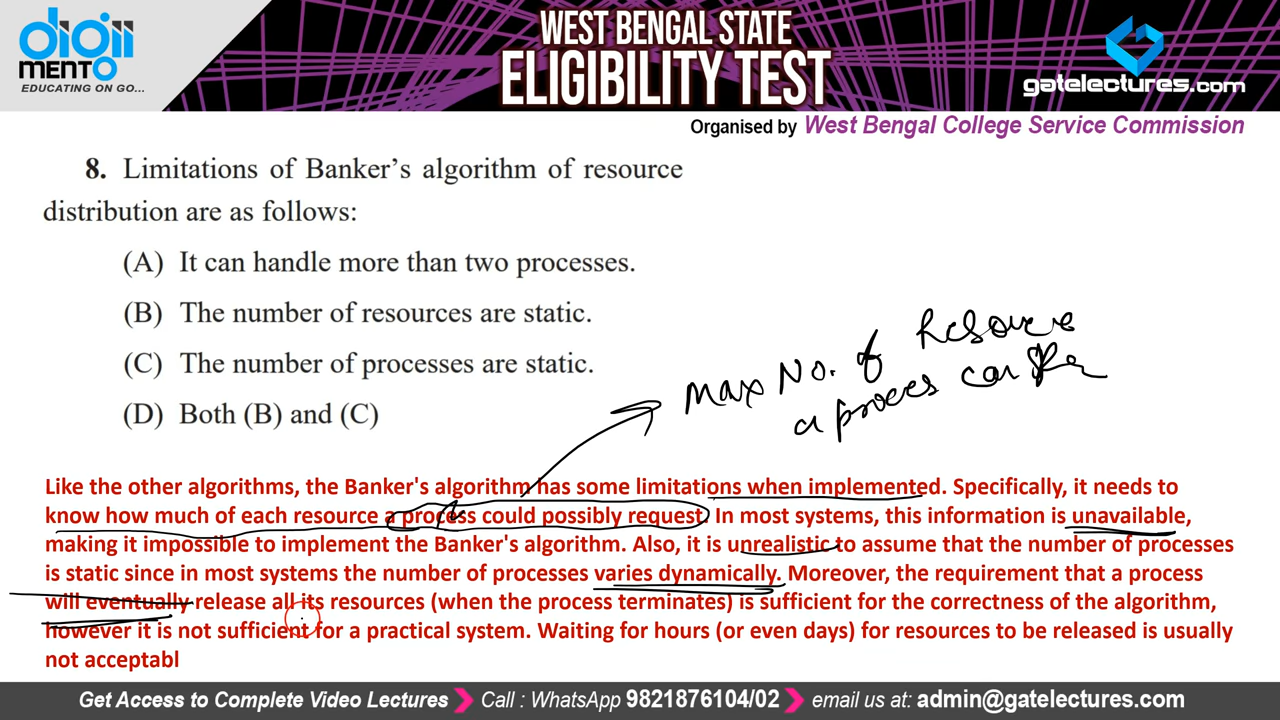 digii
MENTO
EDUCATING ON GO...
WEST BENGAL STATE
ELIGIBILITY TEST
gatelectures.com
Organised by West Bengal College Service Commission
8. Limitations of Banker's algorithm of resource
distribution are as follows:
(A) It can handle more than two processes.
(B) The number of resources are static.
(C) The number of processes are static.
(D) Both (B) and (C)
Max No. of Resource
a process can
Like the other algorithms, the Banker's algorithm has some limitations when implemented. Specifically, it needs to
know how much of each resource a process could possibly request. In most systems, this information is unavailable,
making it impossible to implement the Banker's algorithm. Also, it is unrealistic to assume that the number of processes
is static since in most systems the number of processes varies dynamically. Moreover, the requirement that a process
will eventually release all its resources (when the process terminates) is sufficient for the correctness of the algorithm,
however it is not sufficient for a practical system. Waiting for hours (or even days) for resources to be released is usually
not acceptabl
Get Access to Complete Video Lectures Call : WhatsApp 9821876104/02 email us at: admin@gatelectures.com